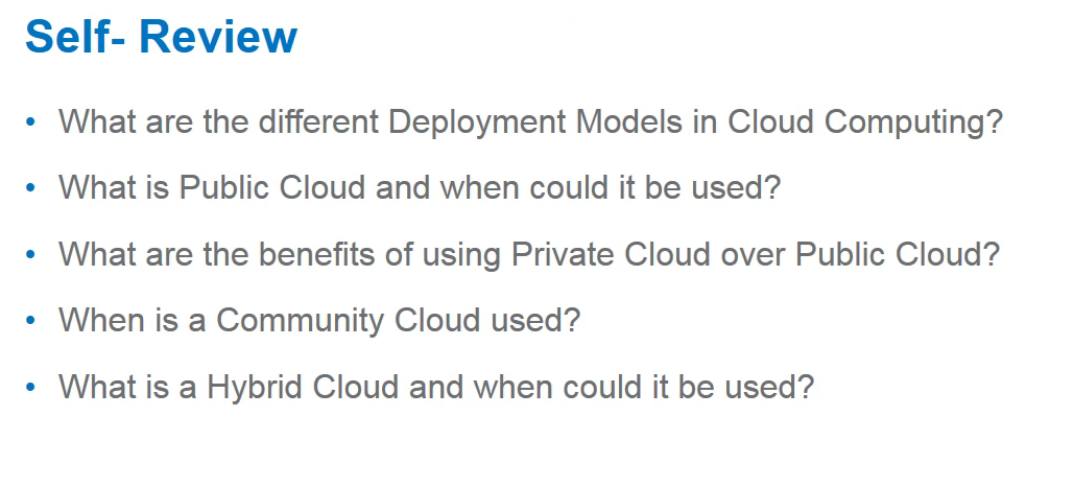 Self- Review
• What are the different Deployment Models in Cloud Computing?
• What is Public Cloud and when could it be used?
• What are the benefits of using Private Cloud over Public Cloud?
• When is a Community Cloud used?
• What is a Hybrid Cloud and when could it be used?